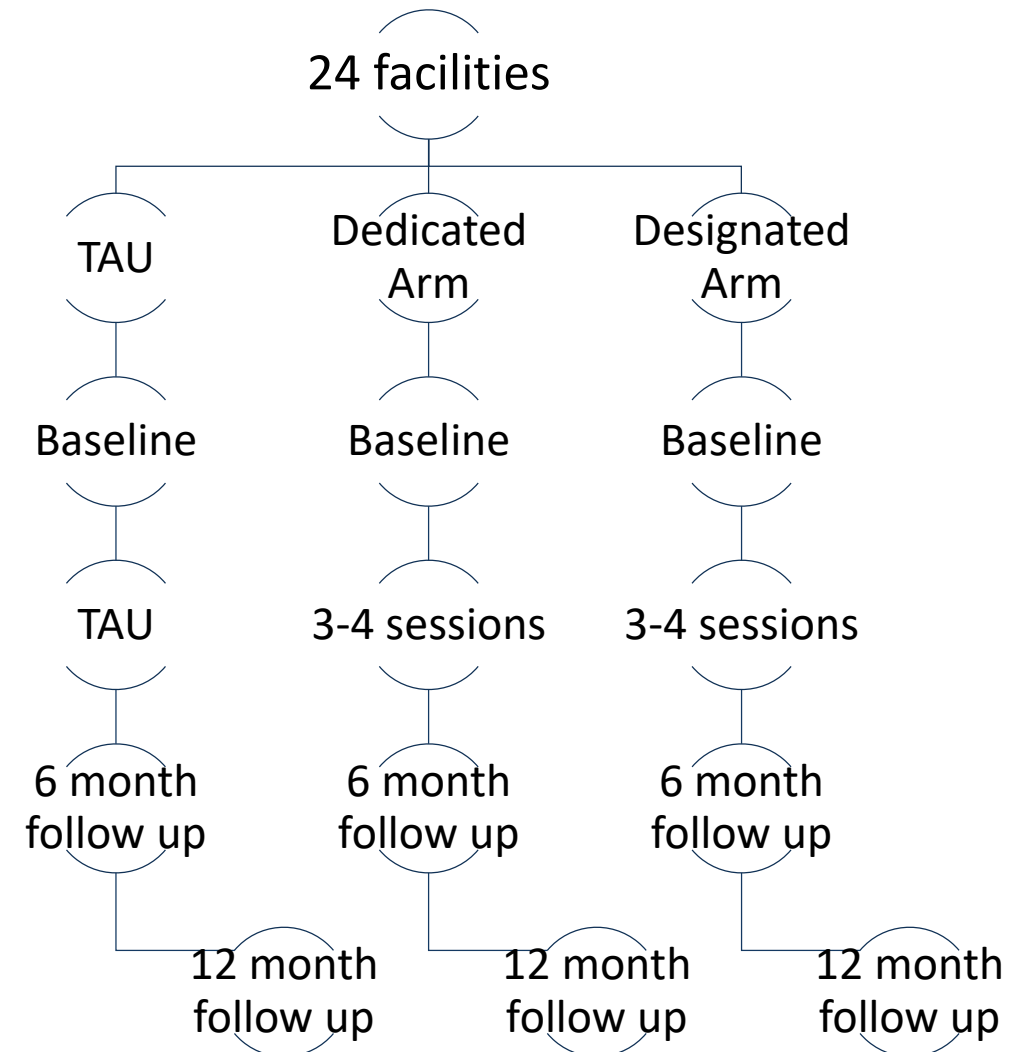 24 facilities
TAU
Dedicated
Arm
Designated
Arm
Baseline
Baseline
Baseline
TAU
3-4 sessions
3-4 sessions
6 month
follow up
6 month
follow up
6 month
follow up
12 month
follow up
12 month
follow up
12 month
follow up